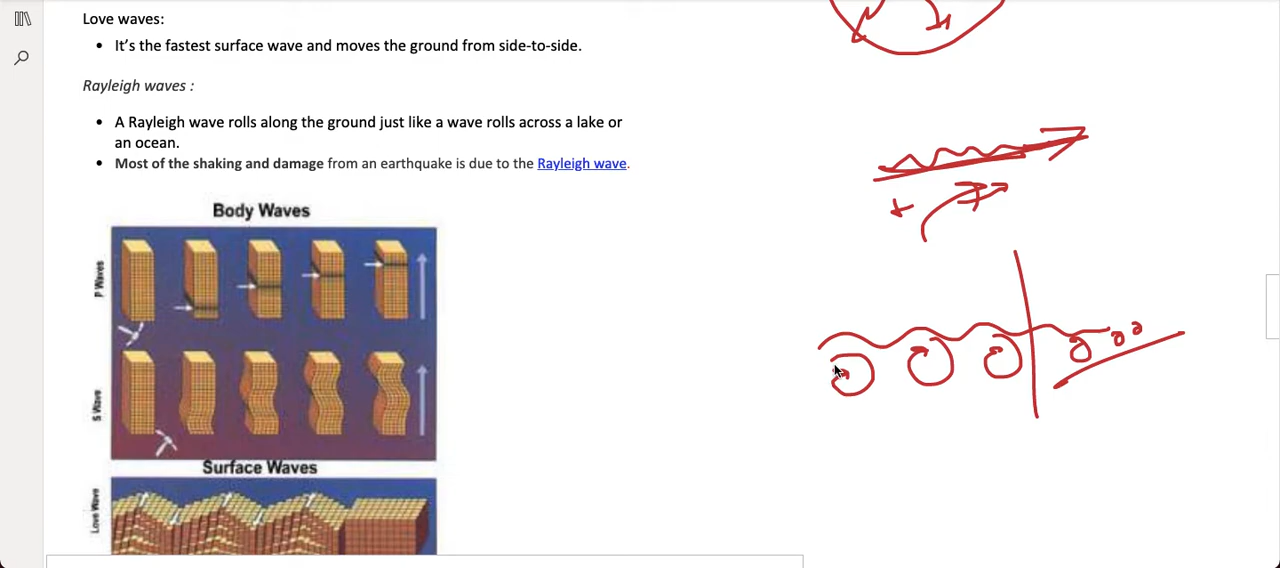 Love waves:
• It’s the fastest surface wave and moves the ground from side-to-side.
Rayleigh waves :
• A Rayleigh wave rolls along the ground just like a wave rolls across a lake or
an ocean.
• Most of the shaking and damage from an earthquake is due to the Rayleigh wave.
Body Waves
P Waves
S Wave
Surface Waves
Love Wave